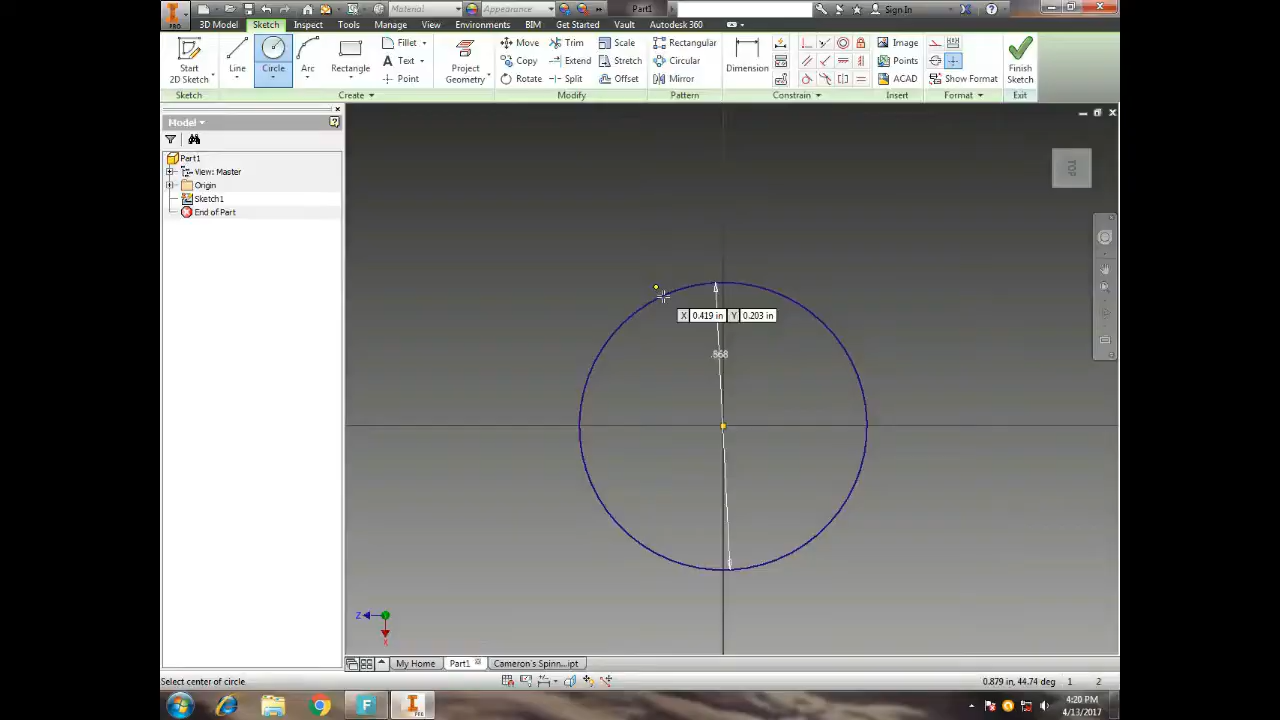 Material
Appearance
Part1
Sign In
PRO
3D Model
Sketch
Inspect
Tools
Manage
View
Environments
BIM
Get Started
Vault
Autodesk 360
Start
2D Sketch
Line
Circle
Arc
Rectangle
Fillet
Text
Point
Project
Geometry
Move
Copy
Rotate
Trim
Extend
Split
Scale
Stretch
Offset
Rectangular
Circular
Mirror
Dimension
Image
Points
ACAD
Show Format
Finish
Sketch
Sketch
Create
Modify
Pattern
Constrain
Insert
Format
Exit
Model
Part1
View: Master
Origin
Sketch1
End of Part
TOP
X 0.419 in Y 0.203 in
.868
Z
X
My Home
Part1
Cameron's Spinn...ipt
Select center of circle
0.879 in, 44.74 deg
1
2
F
PRO
4:20 PM
4/13/2017